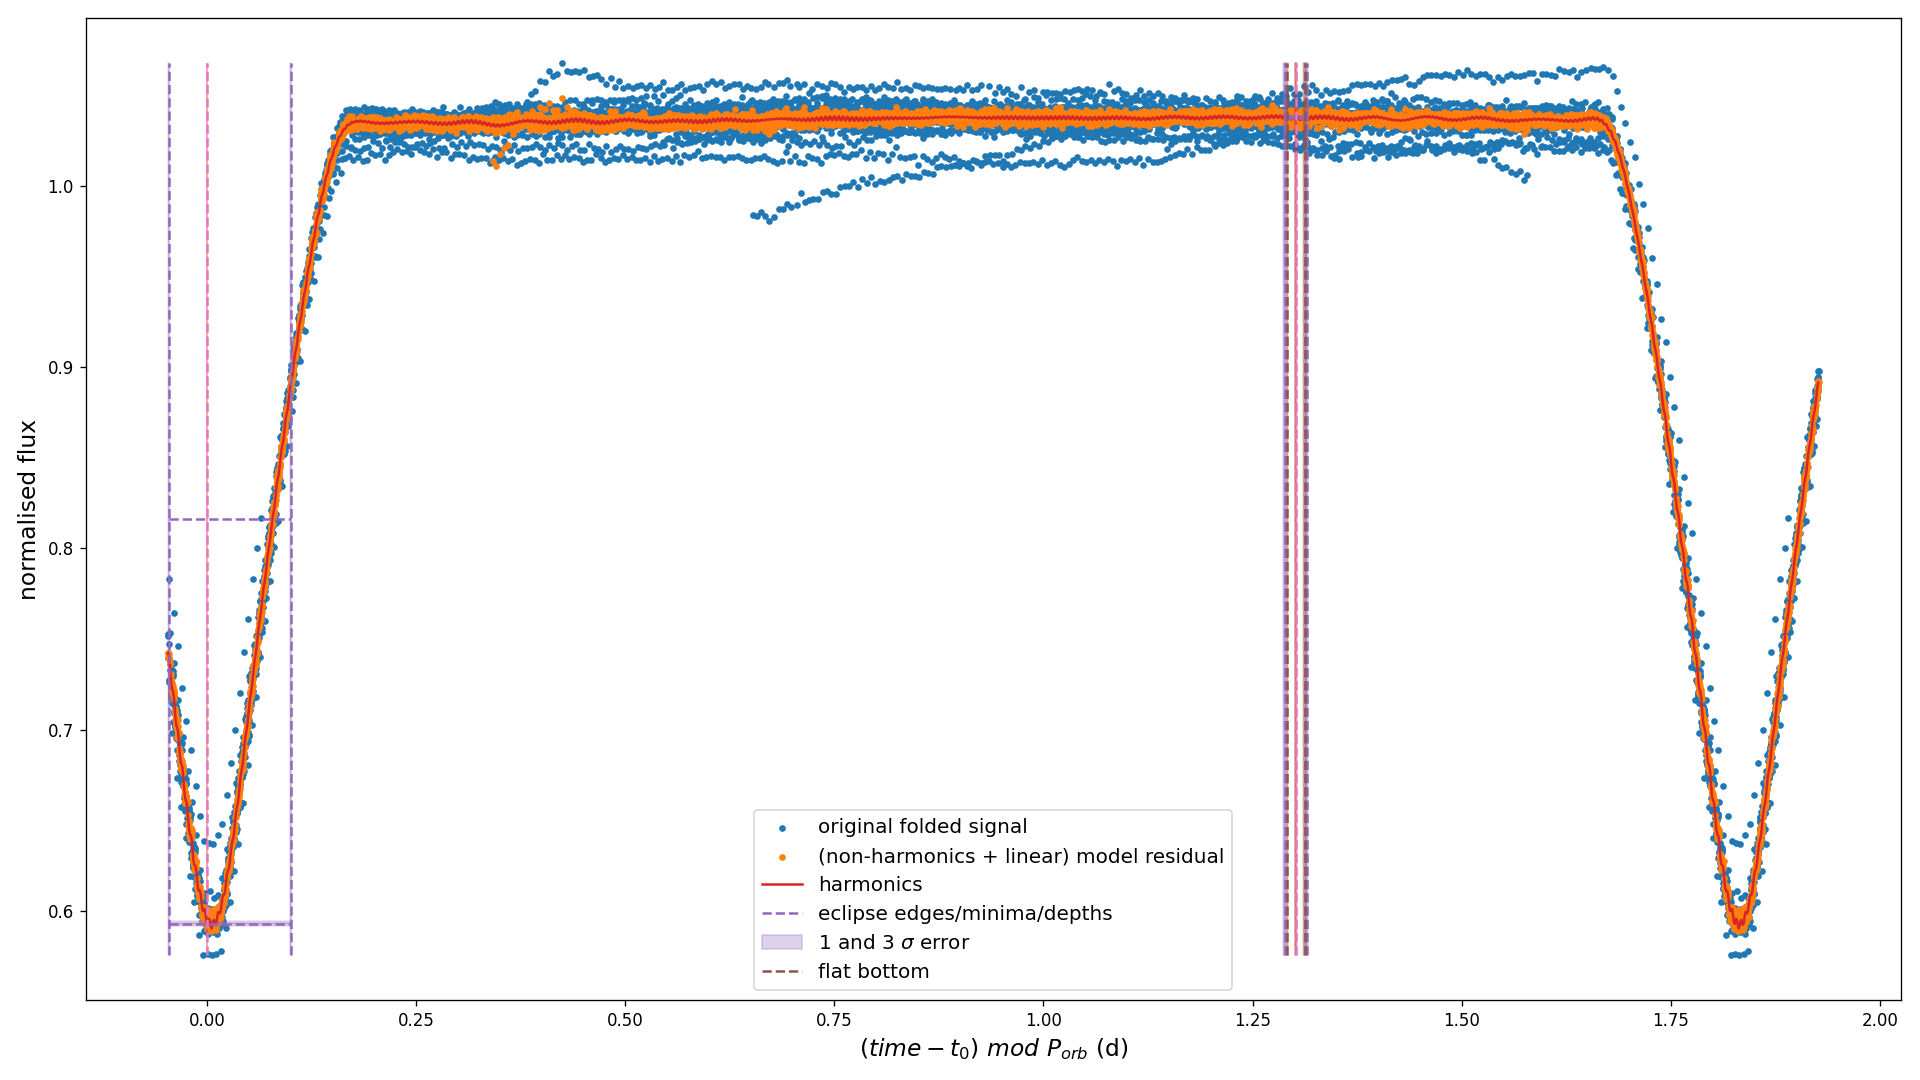 normalised flux
1.0
0.9
0.8
0.7
0.6
original folded signal
(non-harmonics + linear) model residual
harmonics
eclipse edges/minima/depths
1 and 3 σ error
flat bottom
0.00 0.25 0.50 0.75 1.00 1.25 1.50 1.75 2.00
(time − t₀) mod P_orb (d)